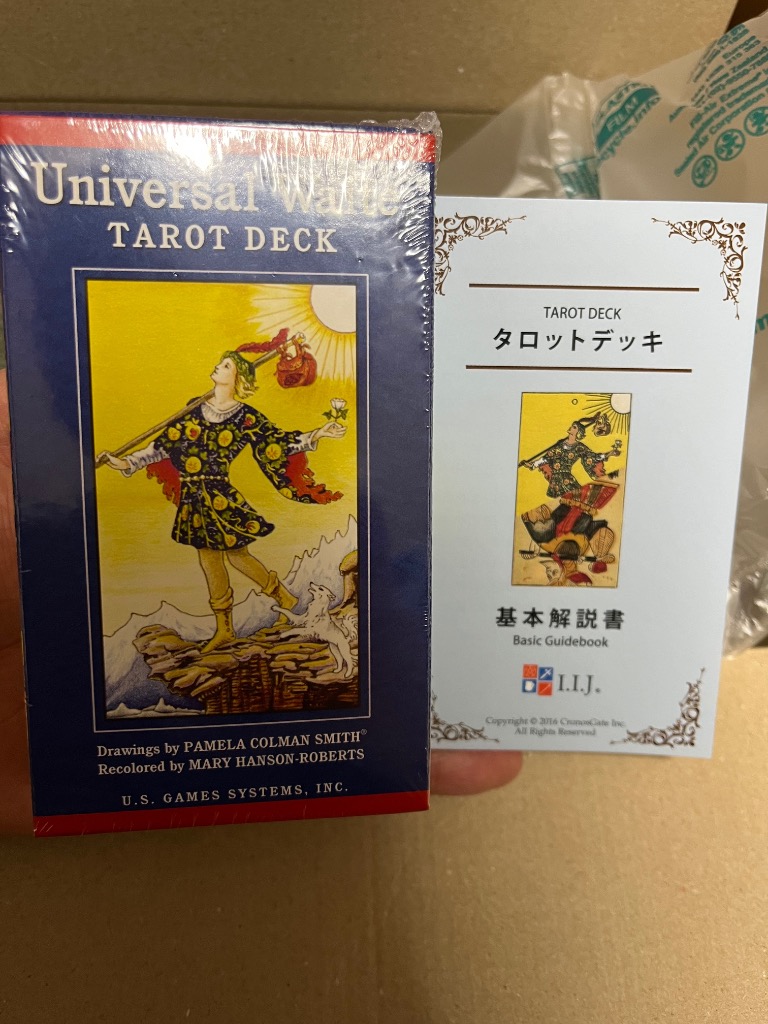 Universal Waite
TAROT DECK
Drawings by PAMELA COLMAN SMITH®
Recolored by MARY HANSON-ROBERTS
U.S. GAMES SYSTEMS, INC.
TAROT DECK
タロットデッキ
基本解説書
Basic Guidebook
I.I.J®
Copyright © 2016 CronosGate Inc.
All Rights Reserved
FILM